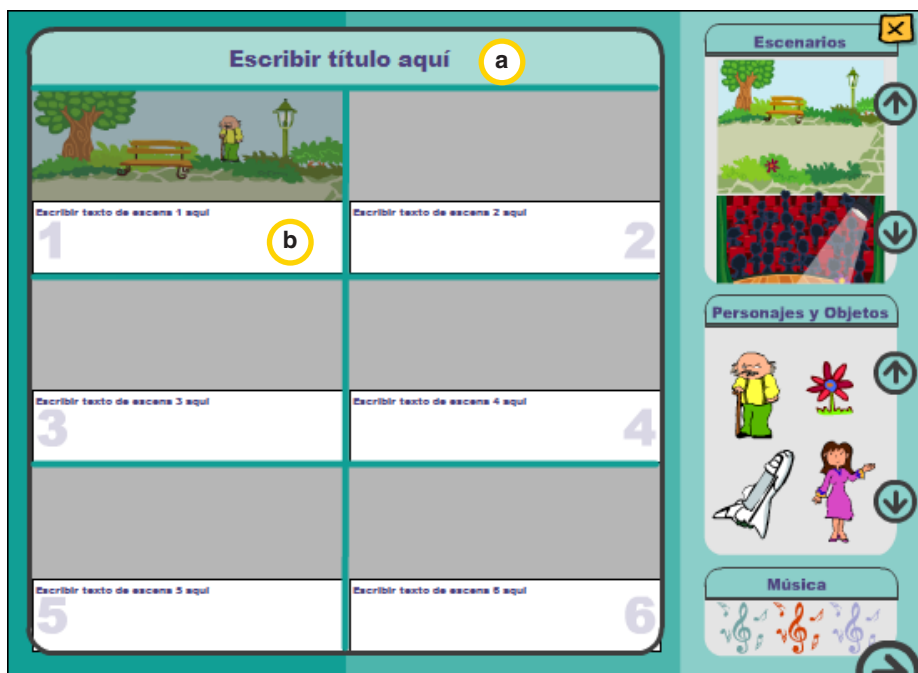 Escribir título aquí
a
Escribir texto de escena 1 aquí
1
b
Escribir texto de escena 2 aquí
2
Escribir texto de escena 3 aquí
3
Escribir texto de escena 4 aquí
4
Escribir texto de escena 5 aquí
5
Escribir texto de escena 6 aquí
6
Escenarios
Personajes y Objetos
Música